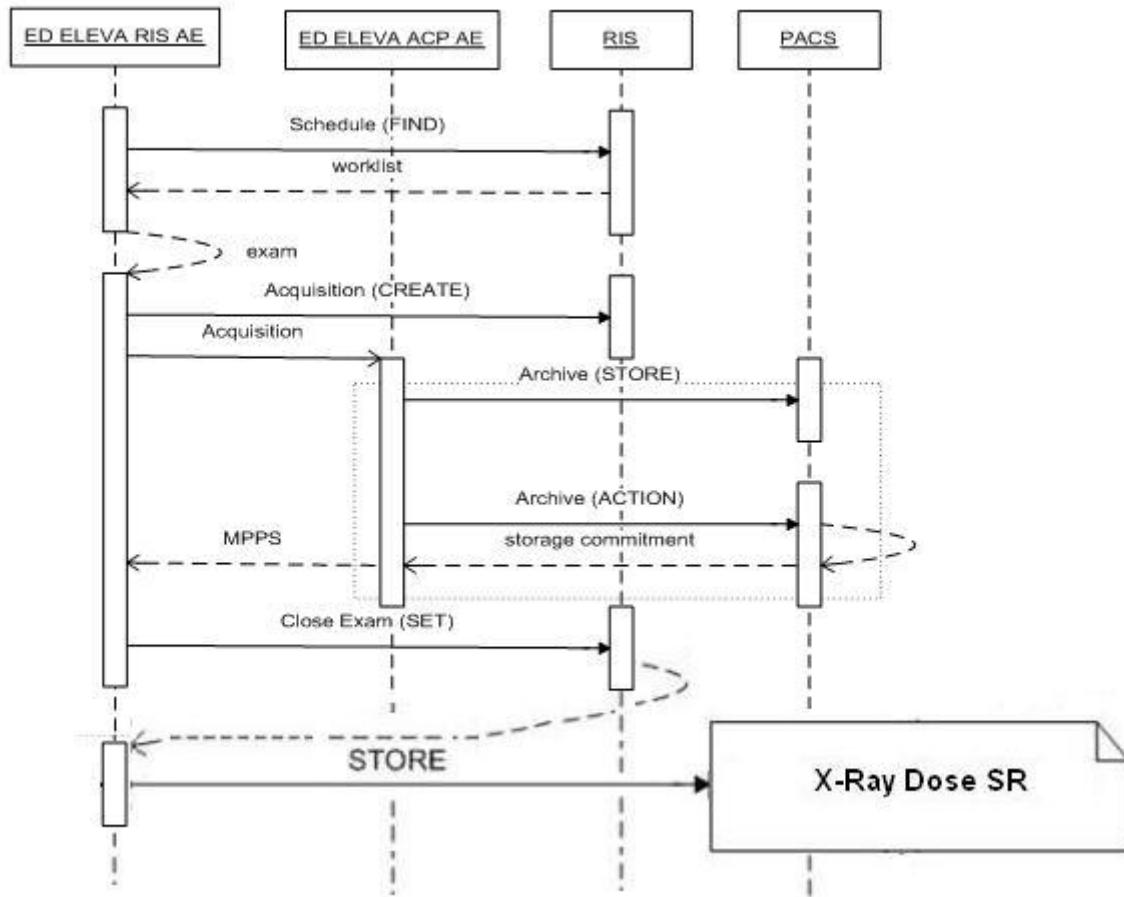 ED ELEVA RIS AE
ED ELEVA ACP AE
RIS
PACS
Schedule (FIND)
worklist
exam
Acquisition (CREATE)
Acquisition
Archive (STORE)
Archive (ACTION)
MPPS
storage commitment
Close Exam (SET)
STORE
X-Ray Dose SR